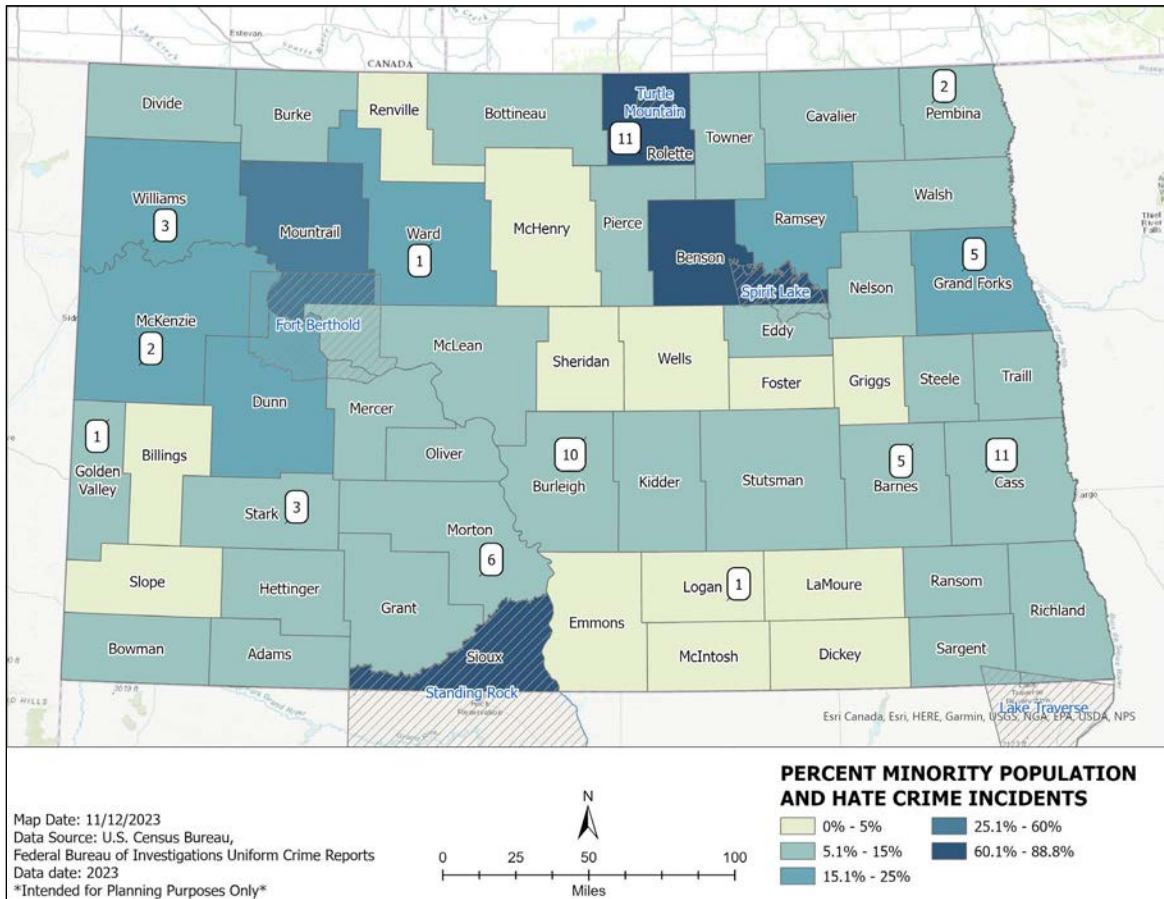 Estevan
CANADA
Divide
Burke
Renville
Bottineau
Turtle
Mountain
11
Rolette
Towner
Cavalier
2
Pembina
Williams
3
Mountrail
Ward
1
McHenry
Pierce
Benson
Ramsey
Walsh
Spirit Lake
Nelson
5
Grand Forks
McKenzie
2
Fort Berthold
McLean
Sheridan
Wells
Eddy
Foster
Griggs
Steele
Traill
Dunn
Mercer
Oliver
1
Golden
Valley
Billings
Stark
3
Morton
6
10
Burleigh
Kidder
Stutsman
5
Barnes
11
Cass
Slope
Hettinger
Grant
Emmons
Logan
1
LaMoure
Ransom
Richland
Bowman
Adams
Sioux
McIntosh
Dickey
Sargent
Standing Rock
Lake Traverse
Esri Canada, Esri, HERE, Garmin, USGS, NGA, EPA, USDA, NPS
PERCENT MINORITY POPULATION
AND HATE CRIME INCIDENTS
0% - 5%
5.1% - 15%
15.1% - 25%
25.1% - 60%
60.1% - 88.8%
Map Date: 11/12/2023
Data Source: U.S. Census Bureau,
Federal Bureau of Investigations Uniform Crime Reports
Data date: 2023
*Intended for Planning Purposes Only*
N
0 25 50 100
Miles